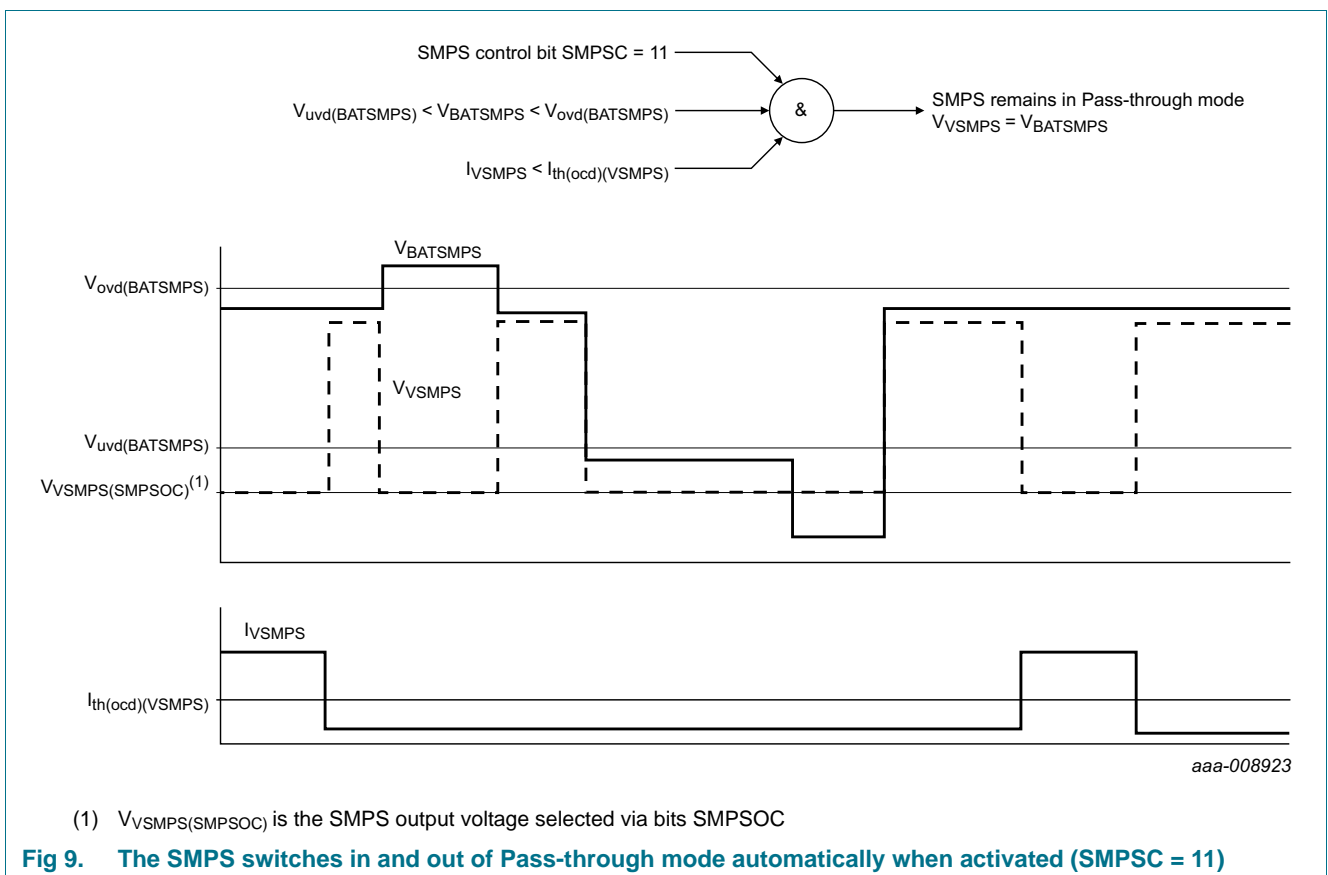 SMPS control bit SMPSC = 11
Vuvd(BATSMPS) < VBATSMPS < Vovd(BATSMPS)
IVSMPS < Ith(ocd)(VSMPS)
&
SMPS remains in Pass-through mode
VVSMPS = VBATSMPS
VBATSMPS
Vovd(BATSMPS)
VVSMPS
Vuvd(BATSMPS)
VVSMPS(SMPSOC)(1)
IVSMPS
Ith(ocd)(VSMPS)
aaa-008923
(1) VVSMPS(SMPSOC) is the SMPS output voltage selected via bits SMPSOC
Fig 9. The SMPS switches in and out of Pass-through mode automatically when activated (SMPSC = 11)